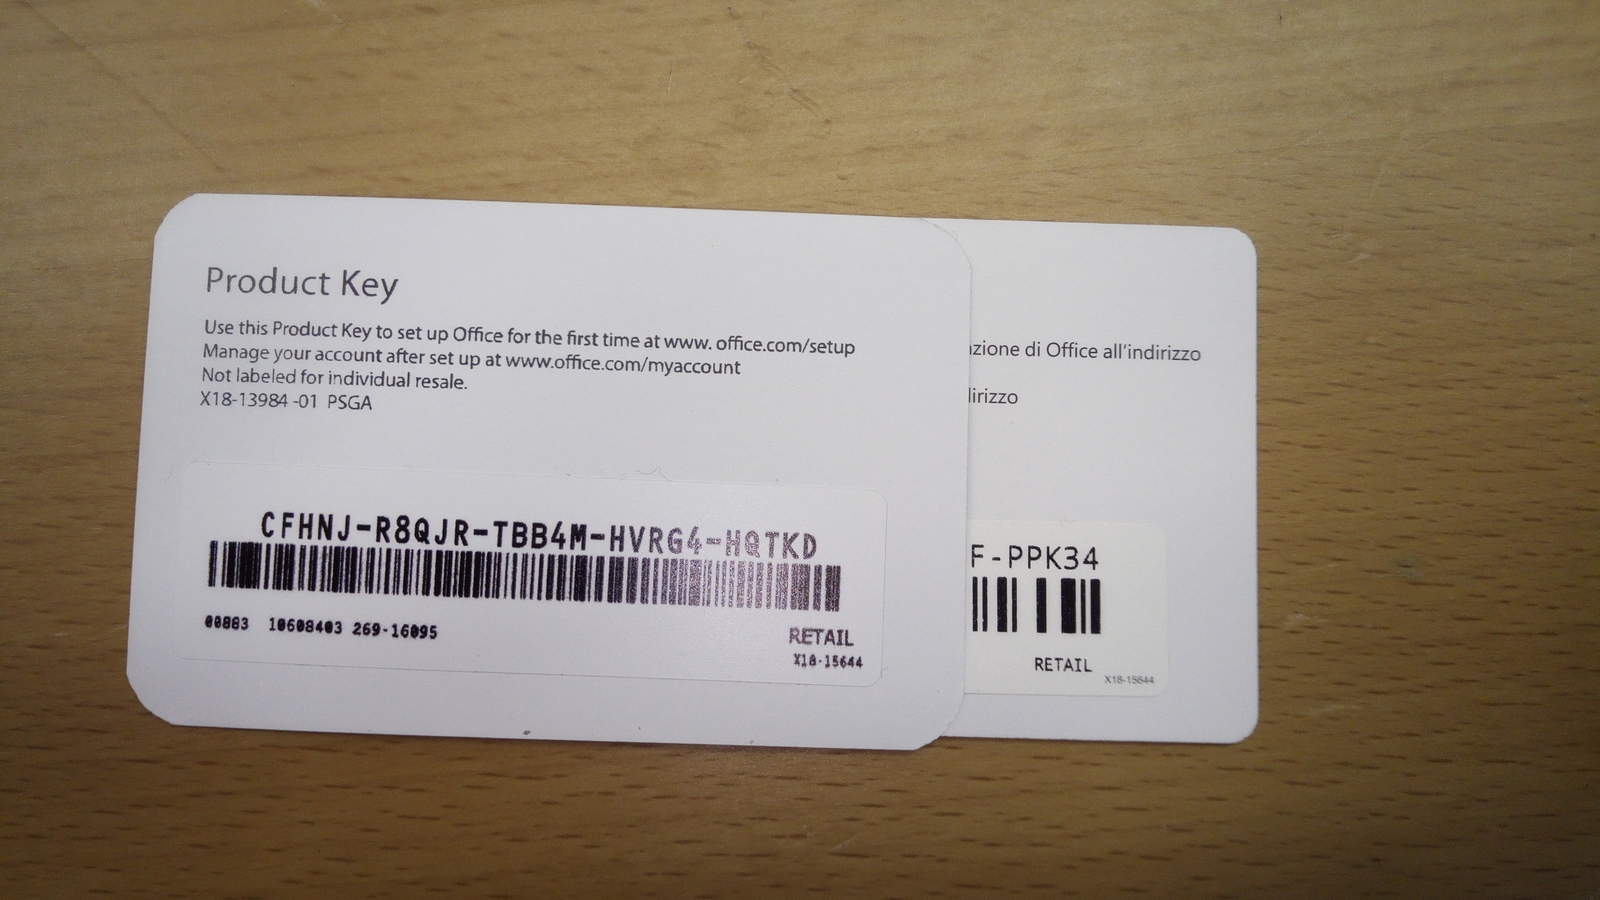 Product Key
Use this Product Key to set up Office for the first time at www. office.com/setup
Manage your account after set up at www.office.com/myaccount
Not labeled for individual resale.
X18-13984 -01 PSGA
CFHNJ-R8QJR-TBB4M-HVRG4-HQTKD
00883 10608403 269-16095
RETAIL
X18-15644
zione di Office all'indirizzo
dirizzo
F-PPK34
RETAIL
X18-15644